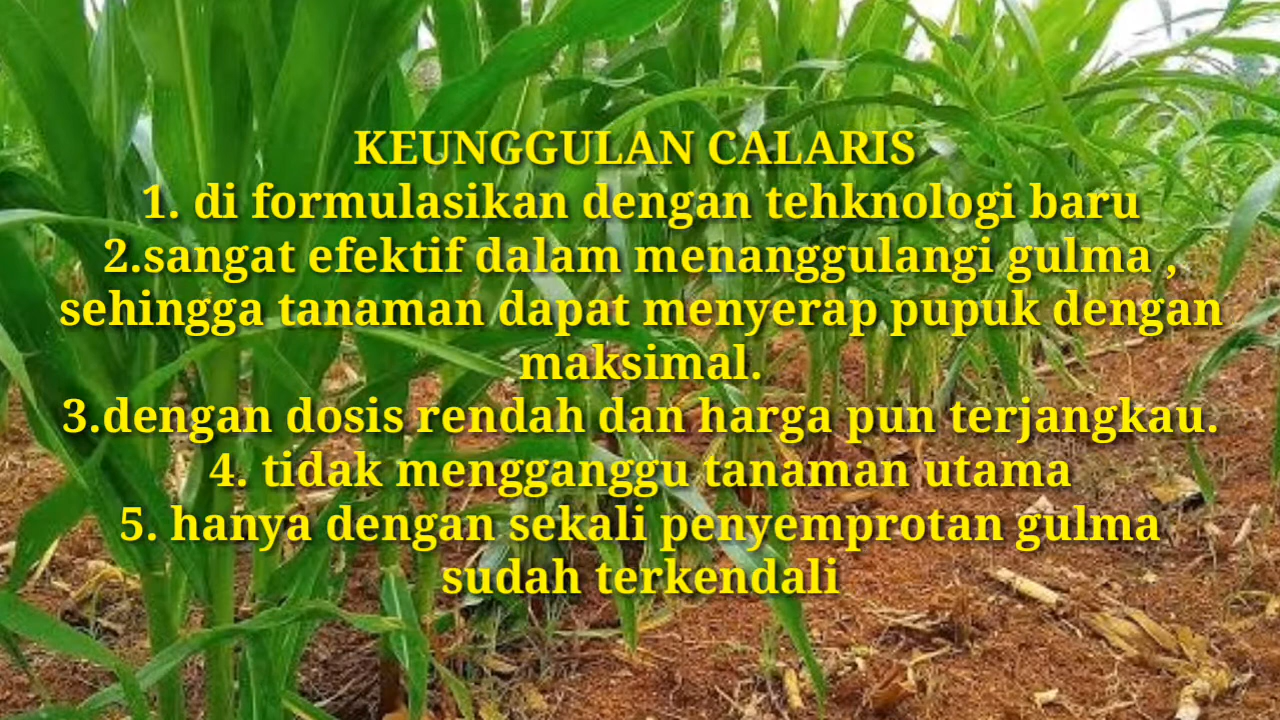 KEUNGGULAN CALARIS
1. di formulasikan dengan tehknologi baru
2.sangat efektif dalam menanggulangi gulma ,
sehingga tanaman dapat menyerap pupuk dengan
maksimal.
3.dengan dosis rendah dan harga pun terjangkau.
4. tidak mengganggu tanaman utama
5. hanya dengan sekali penyemprotan gulma
sudah terkendali